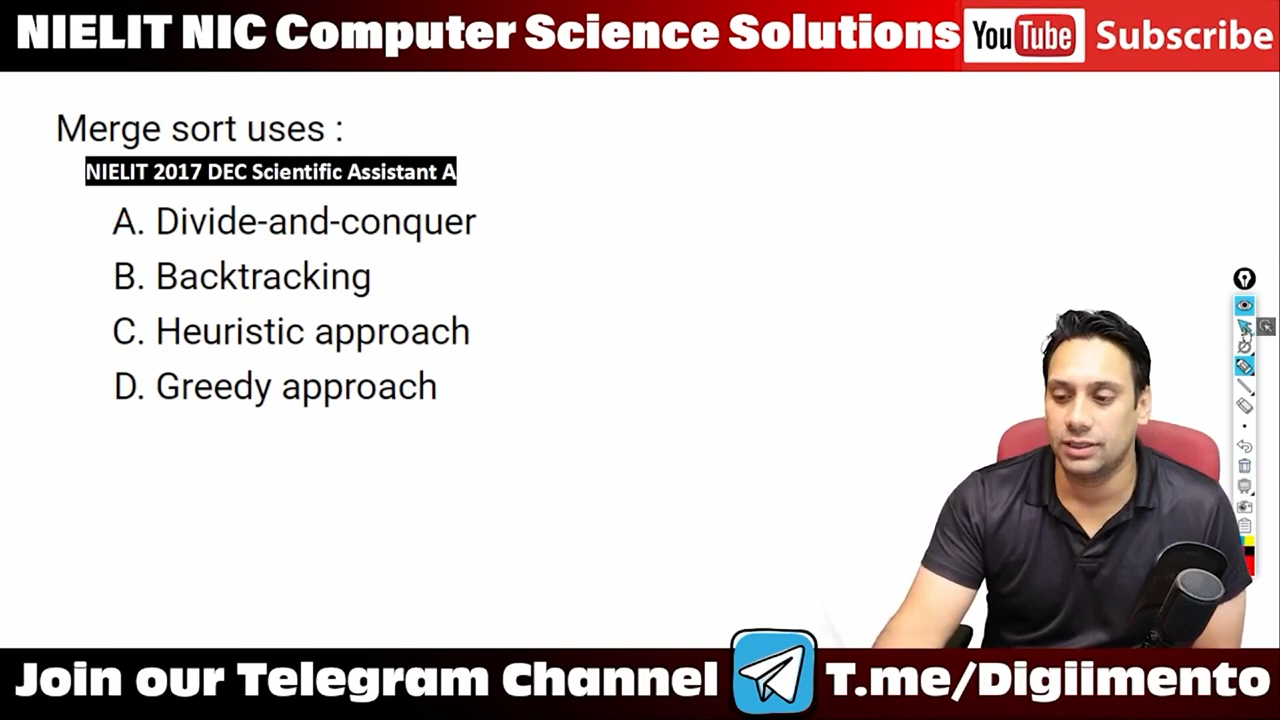 NIELIT NIC Computer Science Solutions YouTube Subscribe
Merge sort uses :
NIELIT 2017 DEC Scientific Assistant A
A. Divide-and-conquer
B. Backtracking
C. Heuristic approach
D. Greedy approach
Join our Telegram Channel T.me/Digiimento